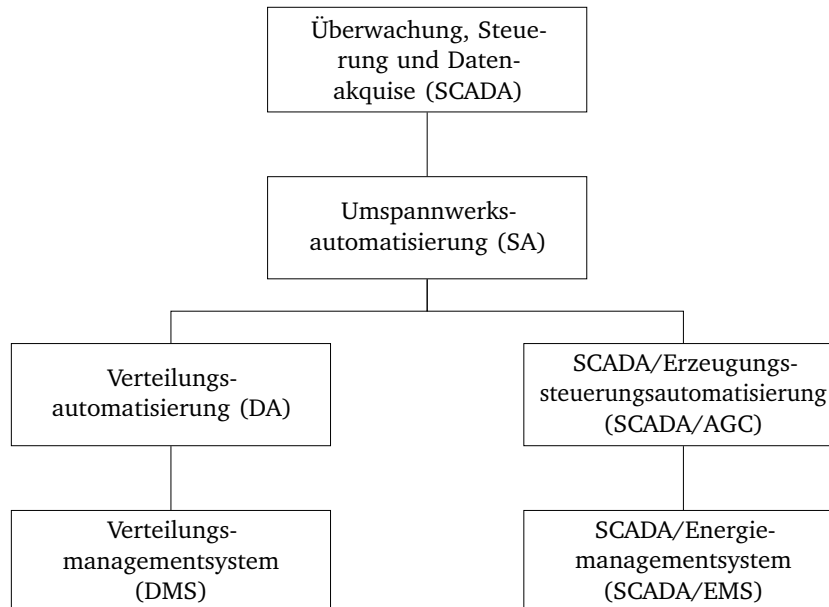 Überwachung, Steue-
rung und Daten-
akquise (SCADA)
Umspannwerks-
automatisierung (SA)
Verteilungs-
automatisierung (DA)
SCADA/Erzeugungs-
steuerungsautomatisierung
(SCADA/AGC)
Verteilungs-
managementsystem
(DMS)
SCADA/Energie-
managementsystem
(SCADA/EMS)